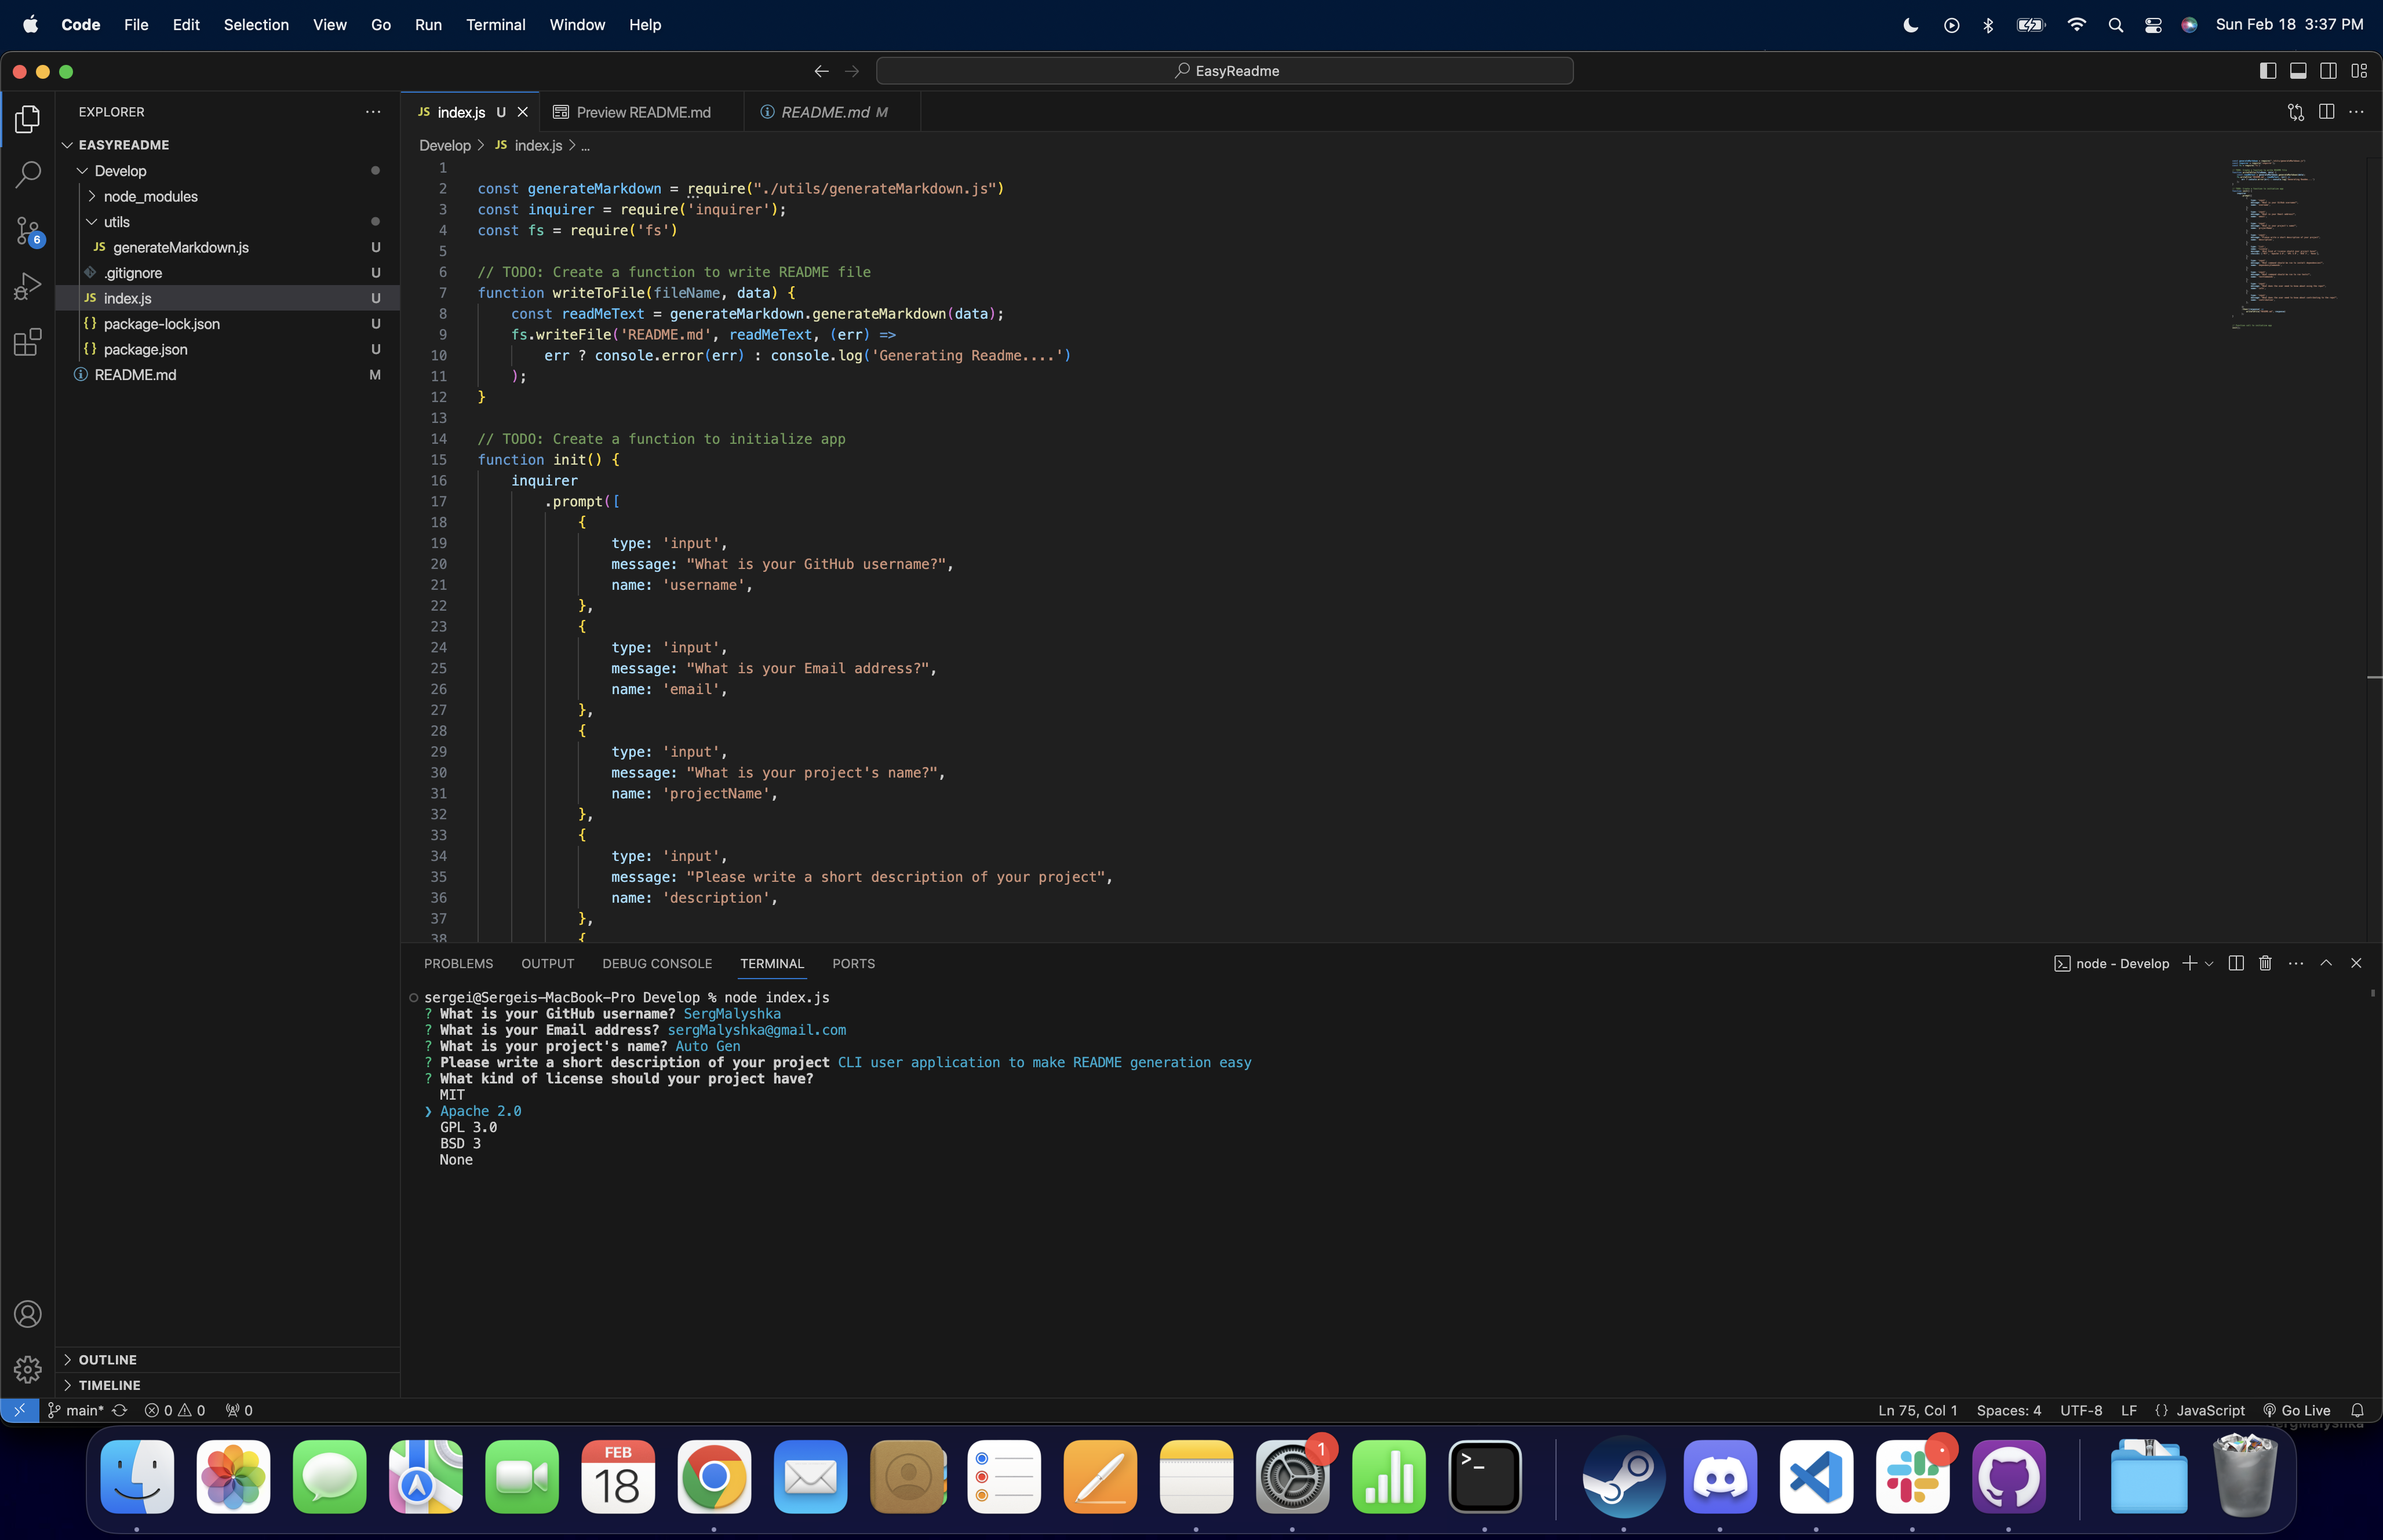 Code File Edit Selection View Go Run Terminal Window Help Sun Feb 18 3:37 PM
EasyReadme
EXPLORER
EASYREADME
Develop
node_modules
utils
JS generateMarkdown.js U
.gitignore U
JS index.js U
{} package-lock.json U
{} package.json U
README.md M
OUTLINE
TIMELINE
6
JS index.js U Preview README.md README.md M
Develop > JS index.js > ...
1
2 const generateMarkdown = require("./utils/generateMarkdown.js")
3 const inquirer = require('inquirer');
4 const fs = require('fs')
5
6 // TODO: Create a function to write README file
7 function writeToFile(fileName, data) {
8 const readMeText = generateMarkdown.generateMarkdown(data);
9 fs.writeFile('README.md', readMeText, (err) =>
10 err ? console.error(err) : console.log('Generating Readme....')
11 );
12 }
13
14 // TODO: Create a function to initialize app
15 function init() {
16 inquirer
17 .prompt([
18 {
19 type: 'input',
20 message: "What is your GitHub username?",
21 name: 'username',
22 },
23 {
24 type: 'input',
25 message: "What is your Email address?",
26 name: 'email',
27 },
28 {
29 type: 'input',
30 message: "What is your project's name?",
31 name: 'projectName',
32 },
33 {
34 type: 'input',
35 message: "Please write a short description of your project",
36 name: 'description',
37 },
38 {
PROBLEMS OUTPUT DEBUG CONSOLE TERMINAL PORTS node - Develop
sergei@Sergeis-MacBook-Pro Develop % node index.js
? What is your GitHub username? SergMalyshka
? What is your Email address? sergMalyshka@gmail.com
? What is your project's name? Auto Gen
? Please write a short description of your project CLI user application to make README generation easy
? What kind of license should your project have?
MIT
❯ Apache 2.0
GPL 3.0
BSD 3
None
main* 0 0 0 Ln 75, Col 1 Spaces: 4 UTF-8 LF {} JavaScript Go Live
FEB
18
1
>_